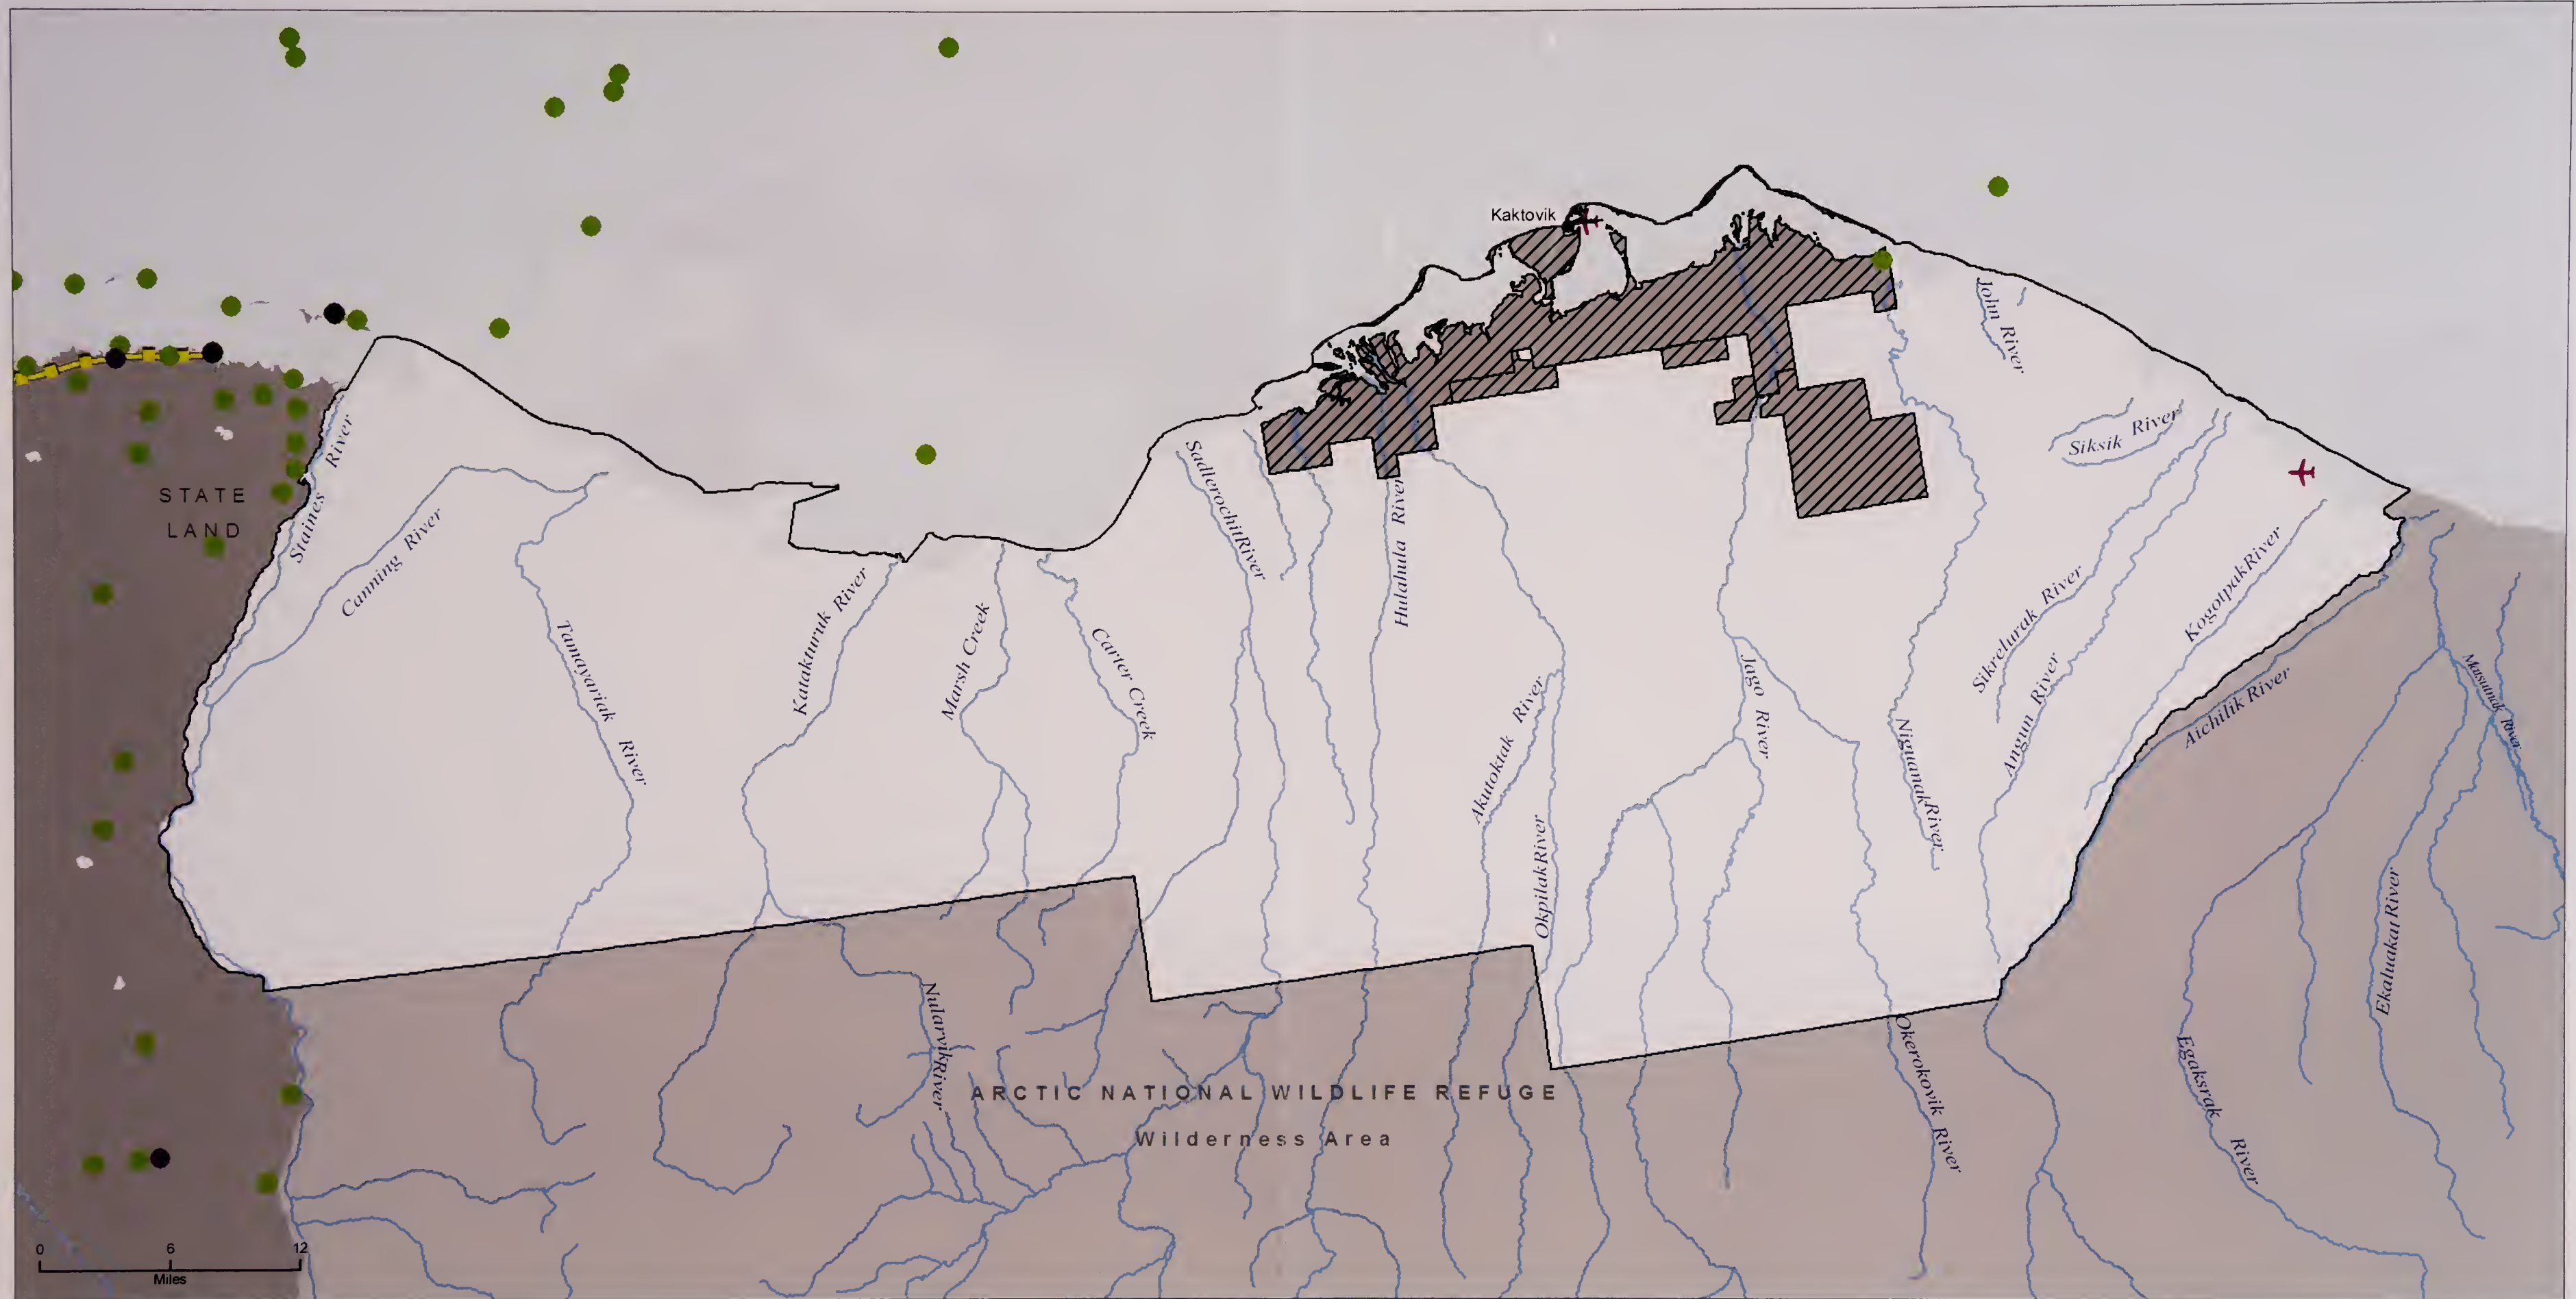 Kaktovik
John River
Siksik River
STATE
LAND
Staines River
Canning River
Sadlerochit River
Hulahula River
Tamayariak River
Katakturuk River
Marsh Creek
Carter Creek
Sikrelurak River
Kogotpak River
Angun River
Jago River
Akutoktak River
Niguanak River
Aichilik River
Okpilak River
Ekaluakat River
Nularvik River
Okerokovik River
Egaksrak River
ARCTIC NATIONAL WILDLIFE REFUGE
Wilderness Area
0 6 12
Miles